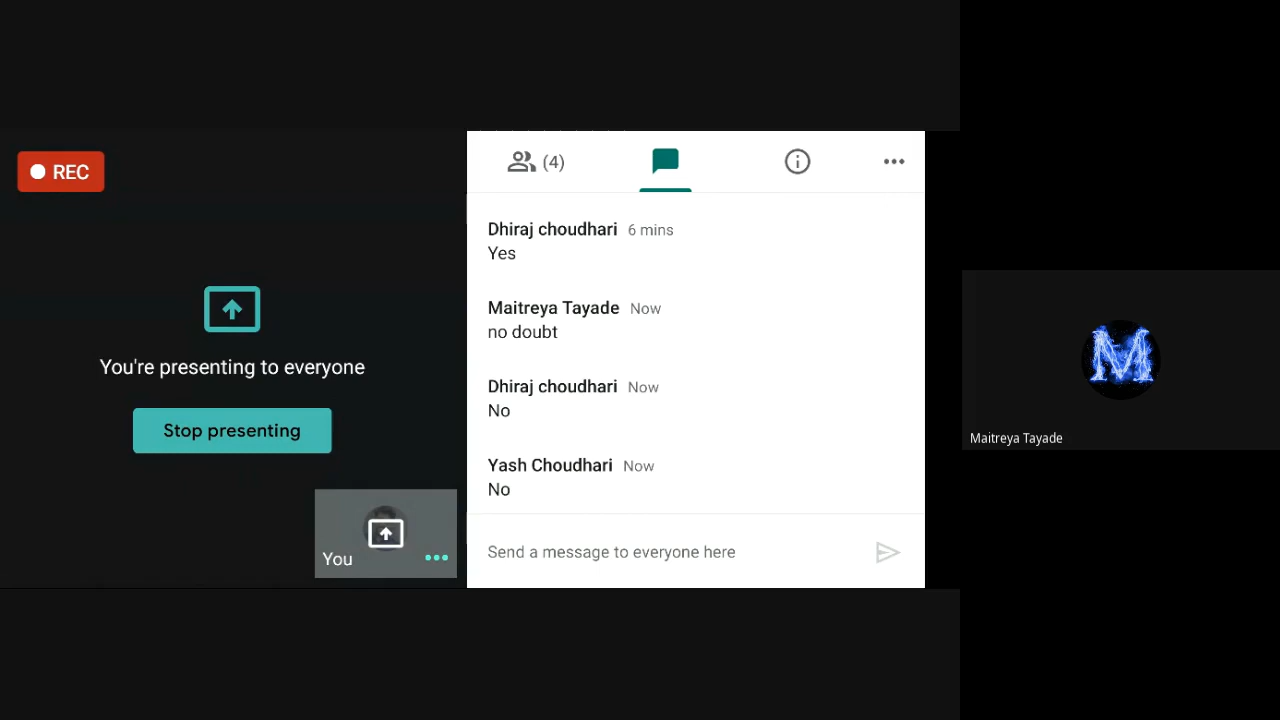 REC
You're presenting to everyone
Stop presenting
You
(4)
Dhiraj choudhari 6 mins
Yes
Maitreya Tayade Now
no doubt
Dhiraj choudhari Now
No
Yash Choudhari Now
No
Send a message to everyone here
M
Maitreya Tayade